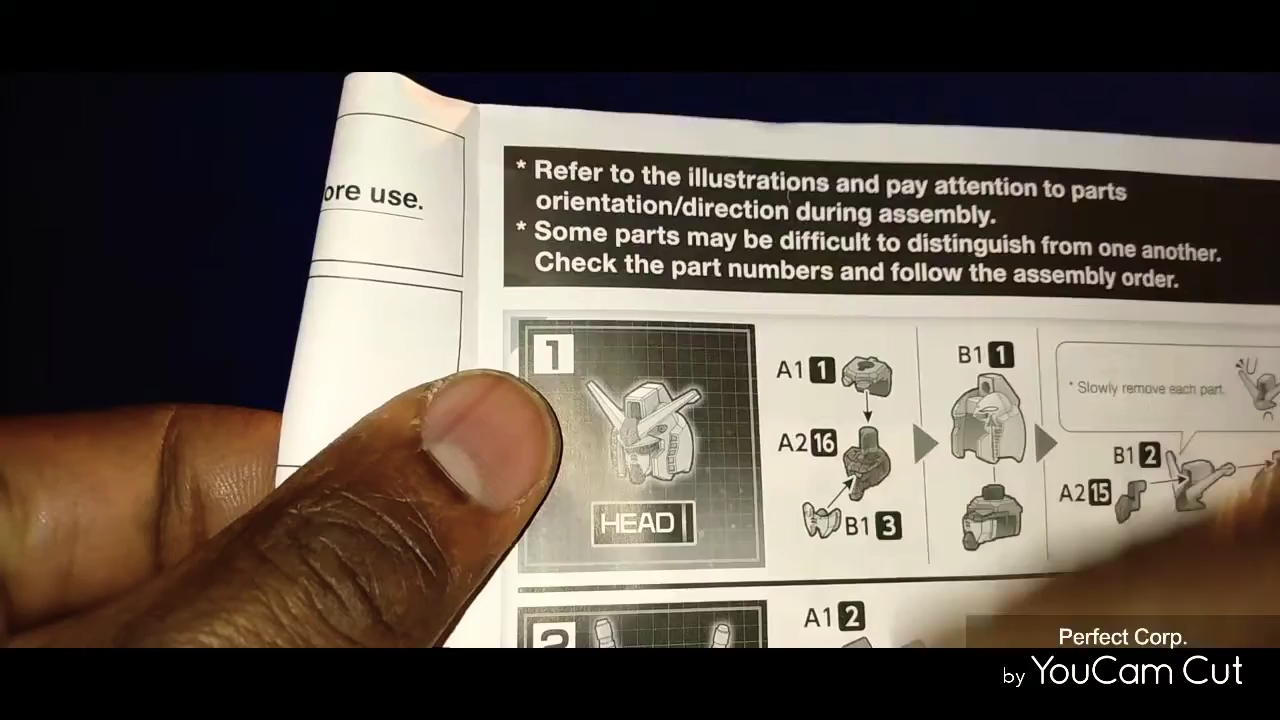 ore use.
* Refer to the illustrations and pay attention to parts
orientation/direction during assembly.
* Some parts may be difficult to distinguish from one another.
Check the part numbers and follow the assembly order.
1
HEAD
A1 1
A2 16
B1 3
B1 1
* Slowly remove each part.
B1 2
A2 15
2
A1 2
Perfect Corp.
by YouCam Cut